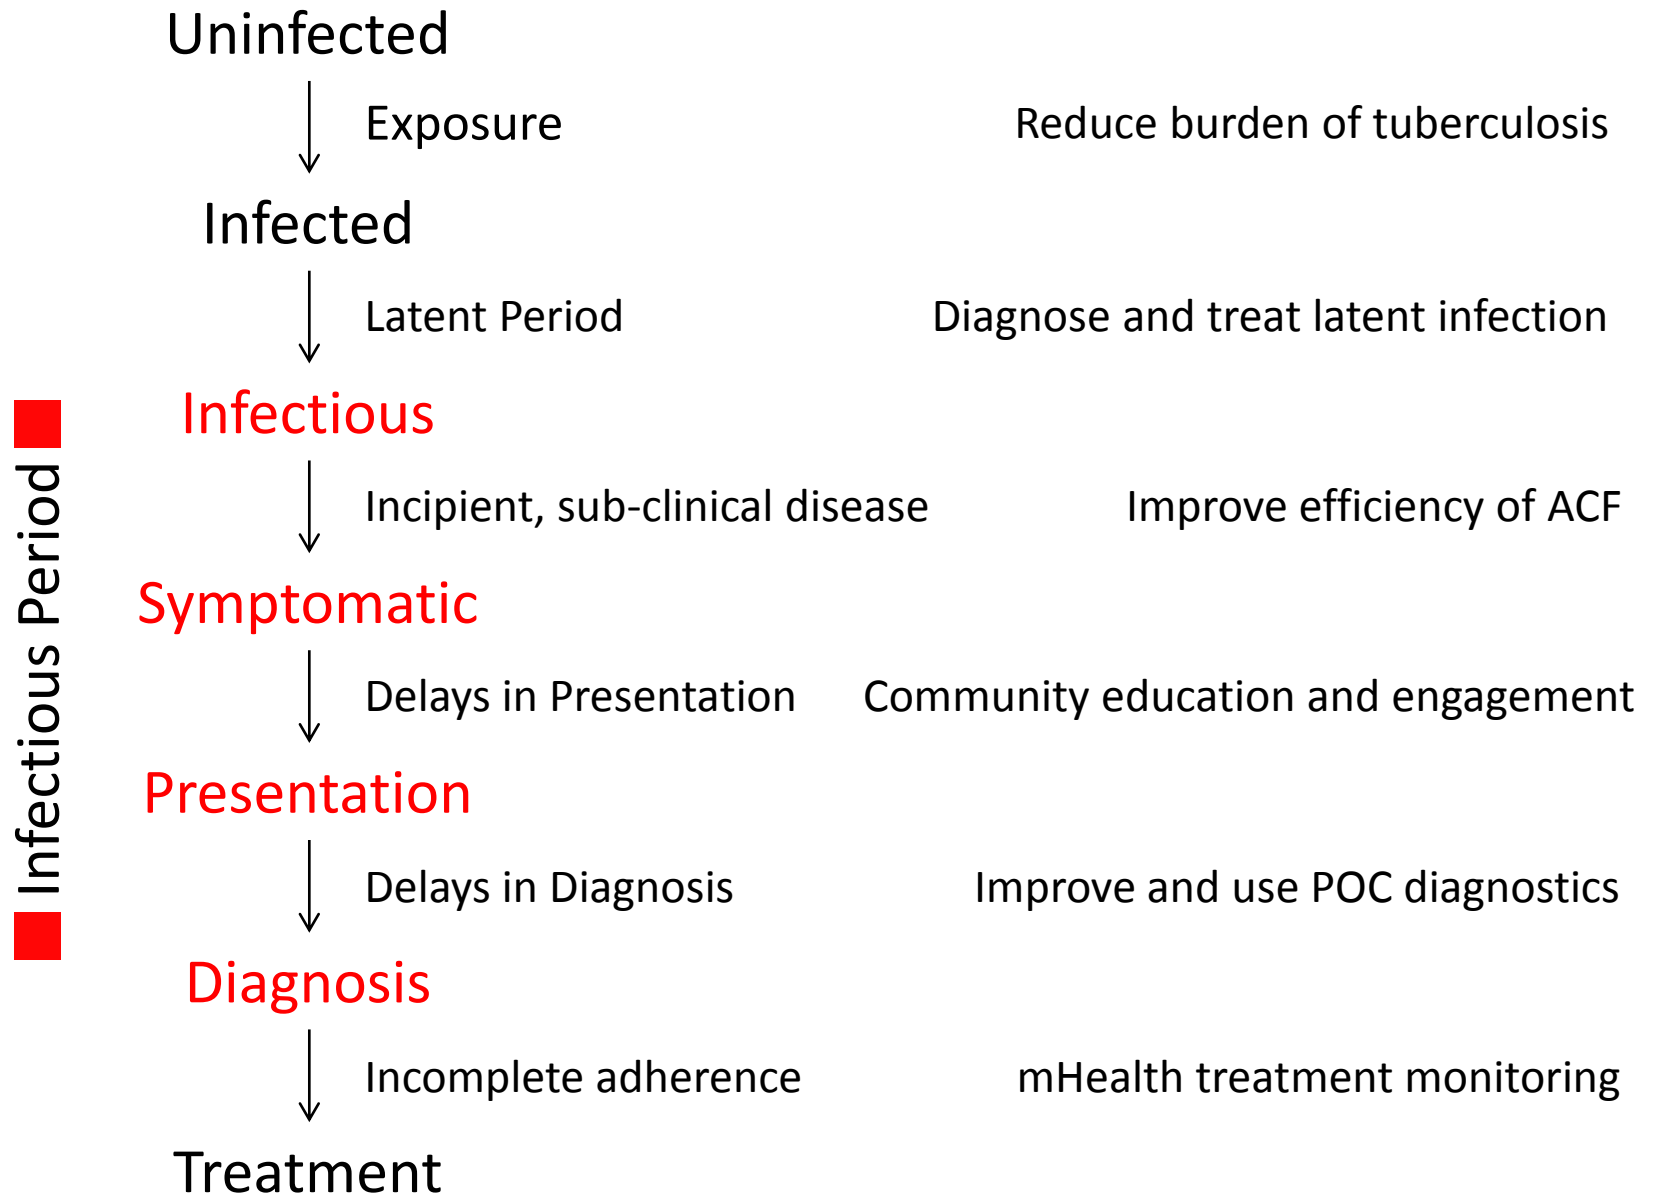 Uninfected
Exposure
Reduce burden of tuberculosis
Infected
Latent Period
Diagnose and treat latent infection
Infectious
Incipient, sub-clinical disease
Improve efficiency of ACF
Symptomatic
Delays in Presentation
Community education and engagement
Presentation
Delays in Diagnosis
Improve and use POC diagnostics
Diagnosis
Incomplete adherence
mHealth treatment monitoring
Treatment
Infectious Period